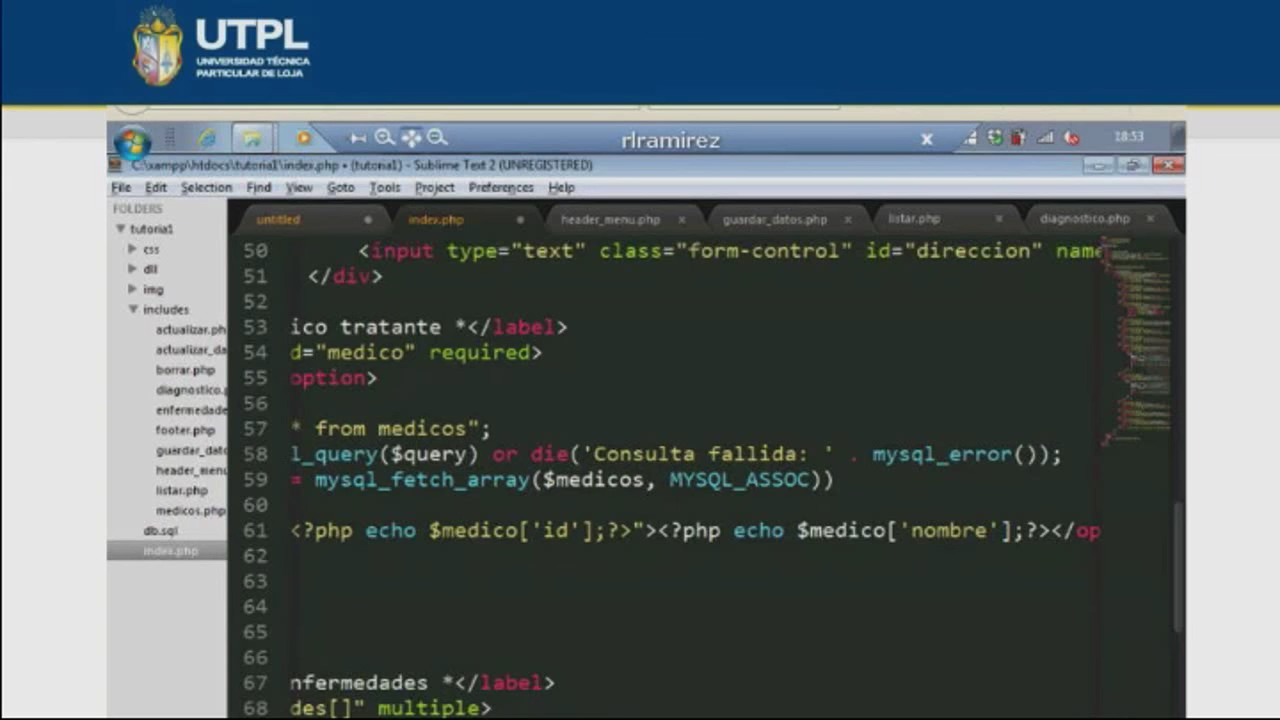 UTPL
UNIVERSIDAD TÉCNICA
PARTICULAR DE LOJA
rlramirez
18:53
C:\xampp\htdocs\tutoria1\index.php • (tutoria1) - Sublime Text 2 (UNREGISTERED)
File Edit Selection Find View Goto Tools Project Preferences Help
FOLDERS
tutoria1
css
dll
img
includes
actualizar.ph
actualizar_da
borrar.php
diagnostico.p
enfermedade
footer.php
guardar_dato
header_menu
listar.php
medicos.php
db.sql
index.php
untitled index.php header_menu.php guardar_datos.php listar.php diagnostico.php
50 <input type="text" class="form-control" id="direccion" name
51 </div>
52
53 ico tratante *</label>
54 d="medico" required>
55 option>
56
57 * from medicos";
58 l_query($query) or die('Consulta fallida: ' . mysql_error());
59 = mysql_fetch_array($medicos, MYSQL_ASSOC))
60
61 <?php echo $medico['id'];?>"><?php echo $medico['nombre'];?></op
62
63
64
65
66
67 nfermedades *</label>
68 des[]" multiple>